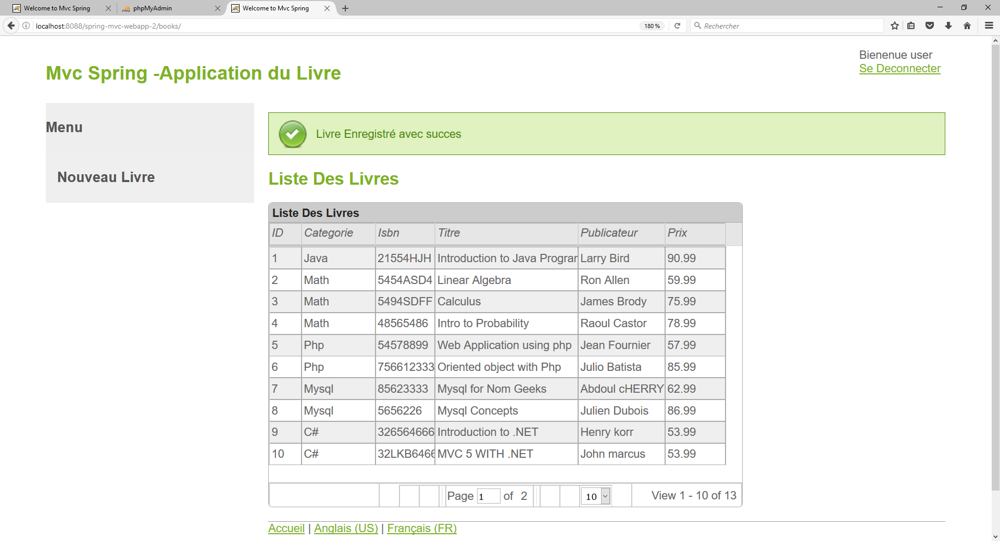 Welcome to Mvc Spring
phpMyAdmin
Welcome to Mvc Spring
localhost:8088/spring-mvc-webapp-2/books/
180 %
Rechercher
Bienenue user
Se Deconnecter
Mvc Spring -Application du Livre
Menu
Nouveau Livre
Livre Enregistré avec succes
Liste Des Livres
Liste Des Livres
ID Categorie Isbn Titre Publicateur Prix
1 Java 21554HJH Introduction to Java Prograr Larry Bird 90.99
2 Math 5454ASD4 Linear Algebra Ron Allen 59.99
3 Math 5494SDFF Calculus James Brody 75.99
4 Math 48565486 Intro to Probability Raoul Castor 78.99
5 Php 54578899 Web Application using php Jean Fournier 57.99
6 Php 756612333 Oriented object with Php Julio Batista 85.99
7 Mysql 85623333 Mysql for Nom Geeks Abdoul cHERRY 62.99
8 Mysql 5656226 Mysql Concepts Julien Dubois 86.99
9 C# 326564666 Introduction to .NET Henry korr 53.99
10 C# 32LKB6466 MVC 5 WITH .NET John marcus 53.99
Page 1 of 2 10 View 1 - 10 of 13
Accueil | Anglais (US) | Français (FR)